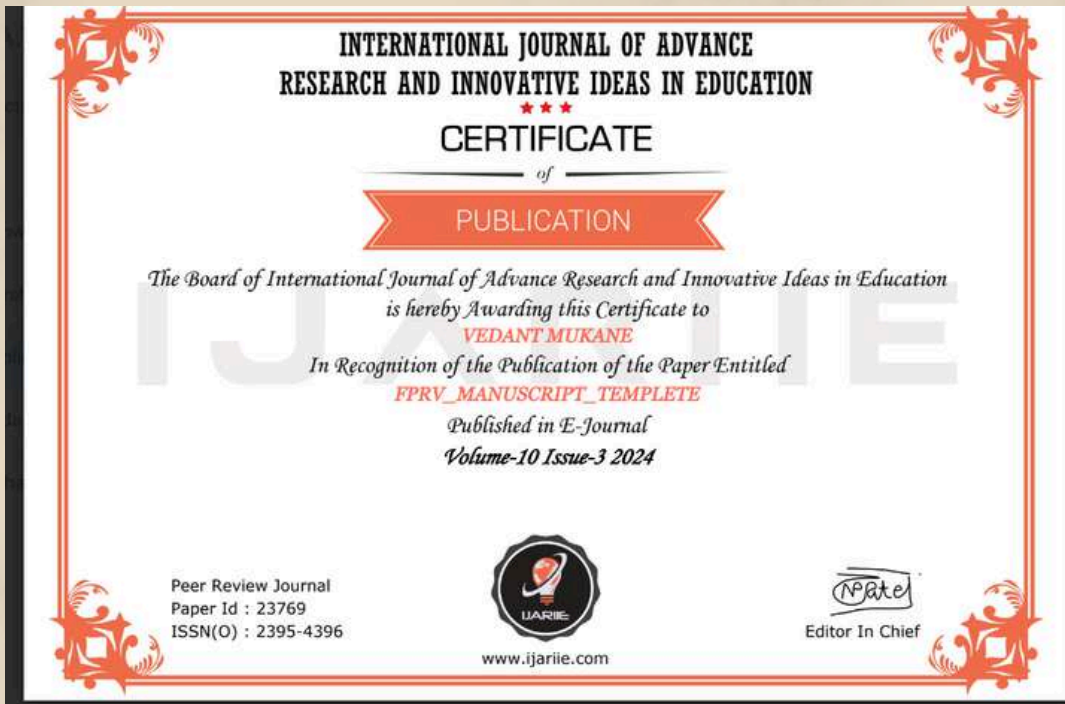 INTERNATIONAL JOURNAL OF ADVANCE
RESEARCH AND INNOVATIVE IDEAS IN EDUCATION
CERTIFICATE
of
PUBLICATION
IJARIIE
The Board of International Journal of Advance Research and Innovative Ideas in Education
is hereby Awarding this Certificate to
VEDANT MUKANE
In Recognition of the Publication of the Paper Entitled
FPRV_MANUSCRIPT_TEMPLETE
Published in E-Journal
Volume-10 Issue-3 2024
Peer Review Journal
Paper Id : 23769
ISSN(O) : 2395-4396
IJARIIE
www.ijariie.com
NPatel
Editor In Chief